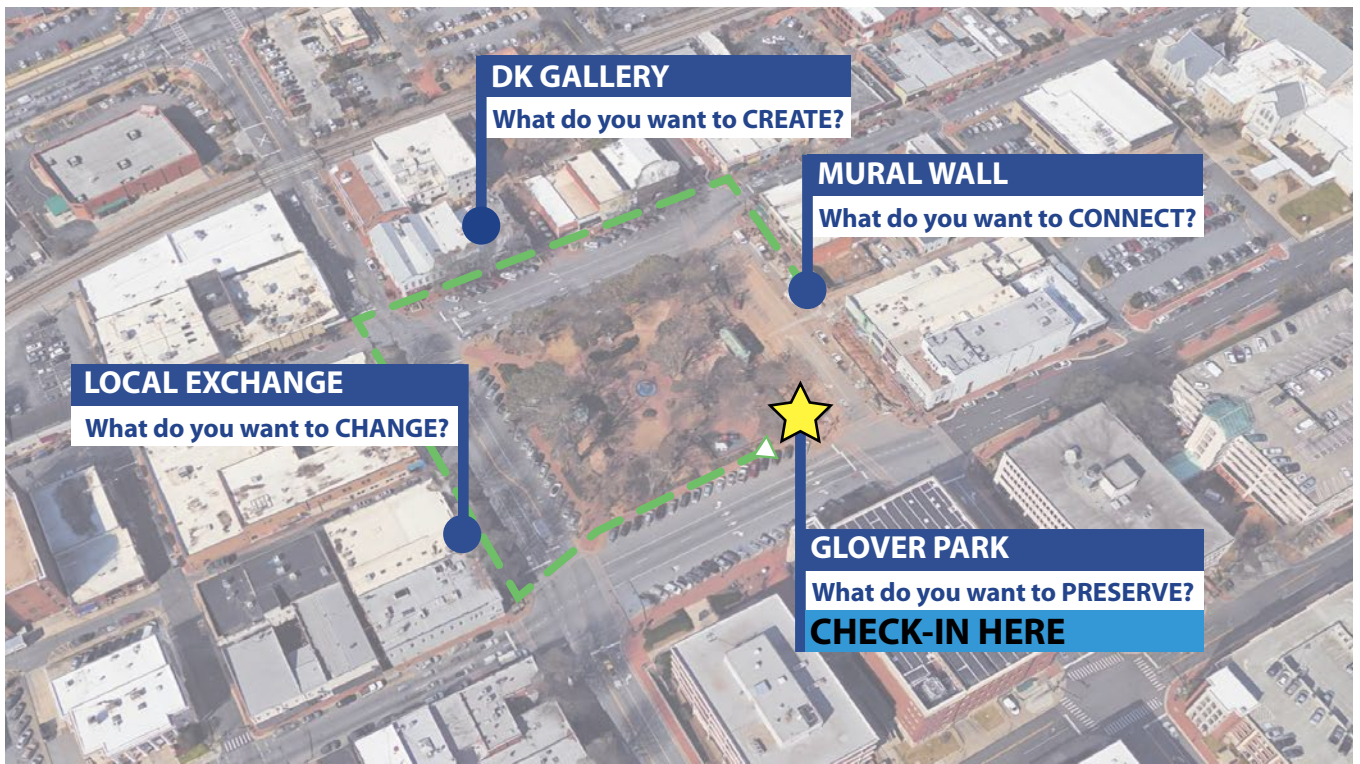 DK GALLERY
What do you want to CREATE?
MURAL WALL
What do you want to CONNECT?
LOCAL EXCHANGE
What do you want to CHANGE?
GLOVER PARK
What do you want to PRESERVE?
CHECK-IN HERE